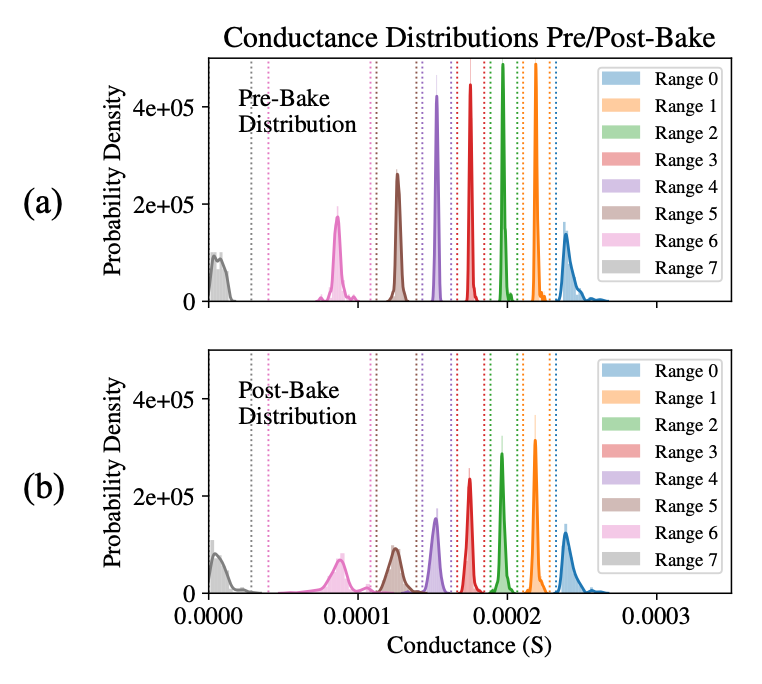 Conductance Distributions Pre/Post-Bake
(a)
Probability Density
4e+05
2e+05
0
Pre-Bake
Distribution
Range 0
Range 1
Range 2
Range 3
Range 4
Range 5
Range 6
Range 7
(b)
Probability Density
4e+05
2e+05
0
Post-Bake
Distribution
Range 0
Range 1
Range 2
Range 3
Range 4
Range 5
Range 6
Range 7
0.0000 0.0001 0.0002 0.0003
Conductance (S)